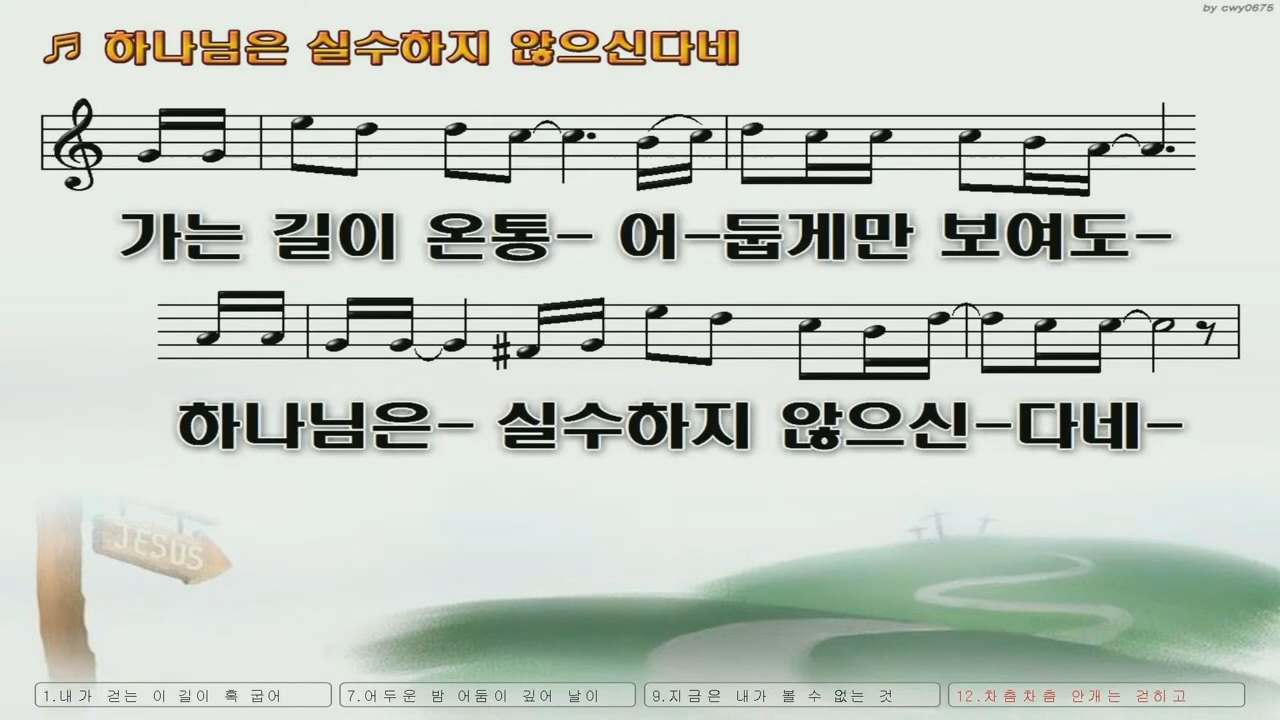 by cwy0675
♬ 하나님은 실수하지 않으신다네
가는 길이 온통- 어-둡게만 보여도-
하나님은- 실수하지 않으신-다네-
JESUS
1.내가 걷는 이 길이 혹 굽어
7.어두운 밤 어둠이 깊어 날이
9.지금은 내가 볼 수 없는 것
12.차츰차츰 안개는 걷히고